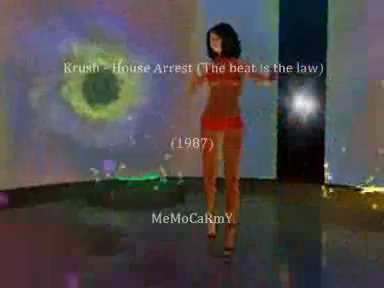 Krush - House Arrest (The beat is the law)
(1987)
MeMoCaRmY